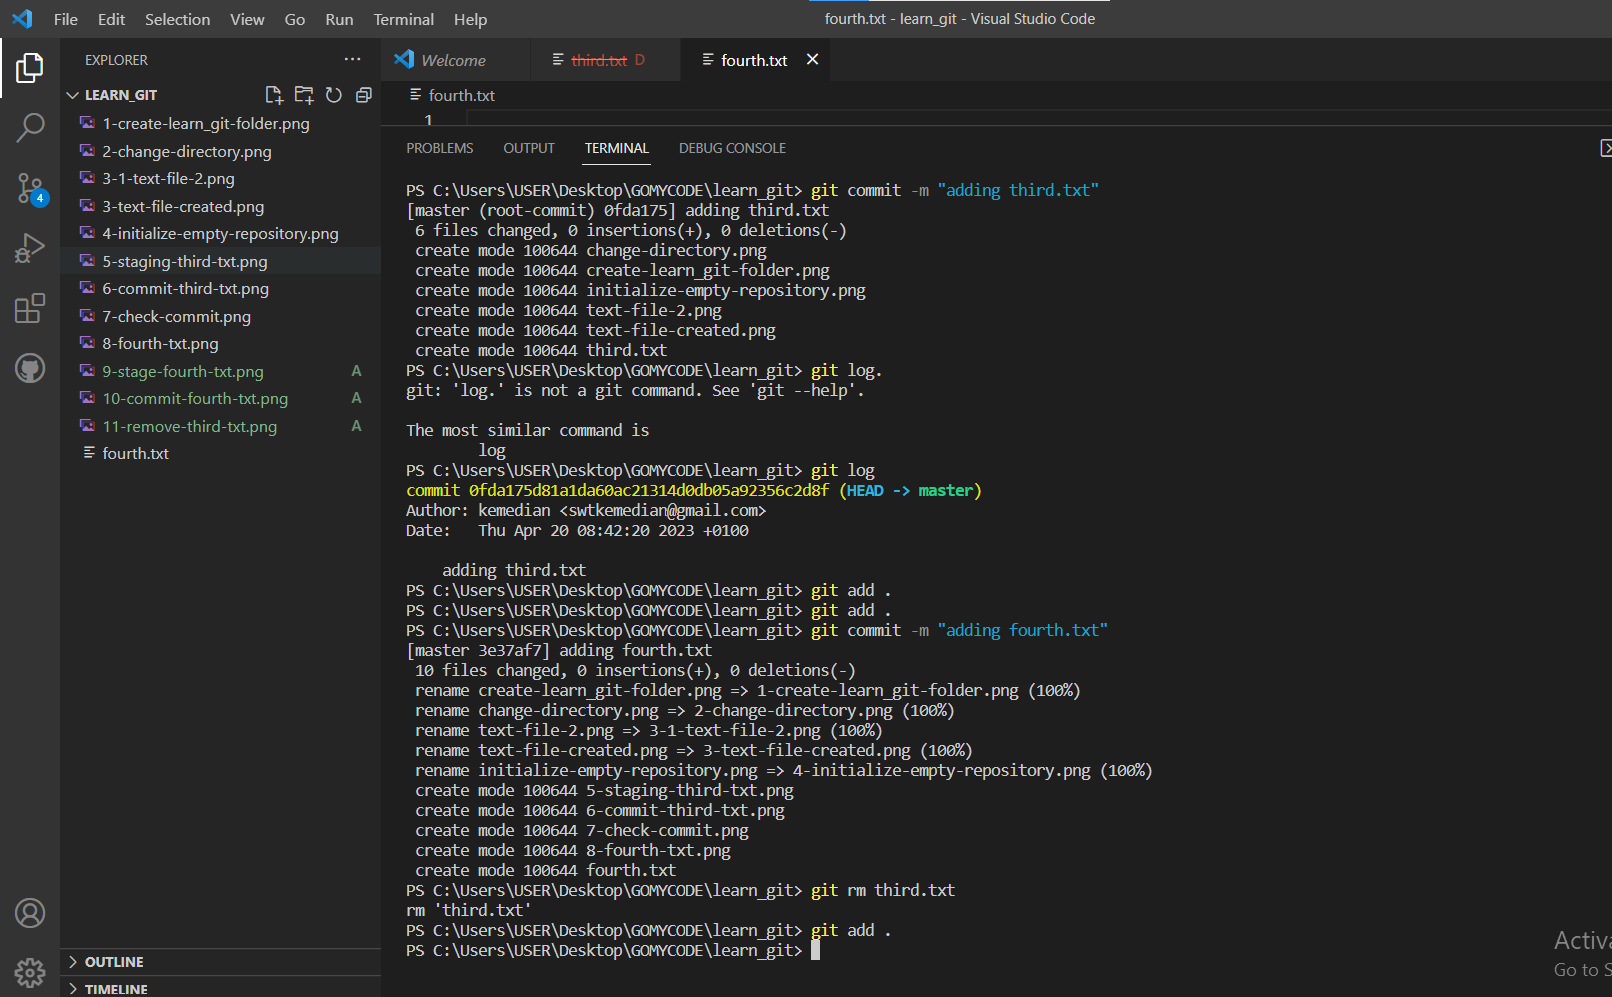 File Edit Selection View Go Run Terminal Help
fourth.txt - learn_git - Visual Studio Code
EXPLORER
LEARN_GIT
1-create-learn_git-folder.png
2-change-directory.png
3-1-text-file-2.png
3-text-file-created.png
4-initialize-empty-repository.png
5-staging-third-txt.png
6-commit-third-txt.png
7-check-commit.png
8-fourth-txt.png
9-stage-fourth-txt.png A
10-commit-fourth-txt.png A
11-remove-third-txt.png A
fourth.txt
OUTLINE
TIMELINE
4
Welcome
third.txt D
fourth.txt
fourth.txt
1
PROBLEMS OUTPUT TERMINAL DEBUG CONSOLE
PS C:\Users\USER\Desktop\GOMYCODE\learn_git> git commit -m "adding third.txt"
[master (root-commit) 0fda175] adding third.txt
6 files changed, 0 insertions(+), 0 deletions(-)
create mode 100644 change-directory.png
create mode 100644 create-learn_git-folder.png
create mode 100644 initialize-empty-repository.png
create mode 100644 text-file-2.png
create mode 100644 text-file-created.png
create mode 100644 third.txt
PS C:\Users\USER\Desktop\GOMYCODE\learn_git> git log.
git: 'log.' is not a git command. See 'git --help'.
The most similar command is
log
PS C:\Users\USER\Desktop\GOMYCODE\learn_git> git log
commit 0fda175d81a1da60ac21314d0db05a92356c2d8f (HEAD -> master)
Author: kemedian <swtkemedian@gmail.com>
Date: Thu Apr 20 08:42:20 2023 +0100
adding third.txt
PS C:\Users\USER\Desktop\GOMYCODE\learn_git> git add .
PS C:\Users\USER\Desktop\GOMYCODE\learn_git> git add .
PS C:\Users\USER\Desktop\GOMYCODE\learn_git> git commit -m "adding fourth.txt"
[master 3e37af7] adding fourth.txt
10 files changed, 0 insertions(+), 0 deletions(-)
rename create-learn_git-folder.png => 1-create-learn_git-folder.png (100%)
rename change-directory.png => 2-change-directory.png (100%)
rename text-file-2.png => 3-1-text-file-2.png (100%)
rename text-file-created.png => 3-text-file-created.png (100%)
rename initialize-empty-repository.png => 4-initialize-empty-repository.png (100%)
create mode 100644 5-staging-third-txt.png
create mode 100644 6-commit-third-txt.png
create mode 100644 7-check-commit.png
create mode 100644 8-fourth-txt.png
create mode 100644 fourth.txt
PS C:\Users\USER\Desktop\GOMYCODE\learn_git> git rm third.txt
rm 'third.txt'
PS C:\Users\USER\Desktop\GOMYCODE\learn_git> git add .
PS C:\Users\USER\Desktop\GOMYCODE\learn_git>
Activa
Go to S